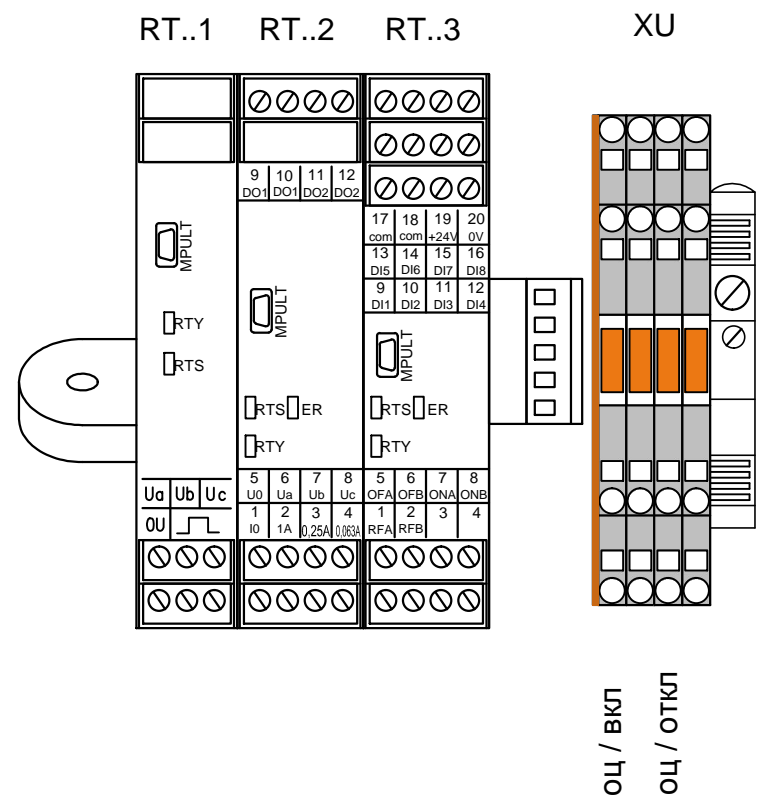 RT..1 RT..2 RT..3 XU
9 10 11 12
DO1 DO1 DO2 DO2
17 18 19 20
com com +24V 0V
13 14 15 16
DI5 DI6 DI7 DI8
9 10 11 12
DI1 DI2 DI3 DI4
MPULT
MPULT
MPULT
RTY
RTS
RTS ER
RTY
RTS ER
RTY
Ua Ub Uc
0U
5 6 7 8
U0 Ua Ub Uc
1 2 3 4
I0 1A 0,25A 0,063A
5 6 7 8
OFA OFB ONA ONB
1 2 3 4
RFA RFB
ОЦ / ВКЛ
ОЦ / ОТКЛ